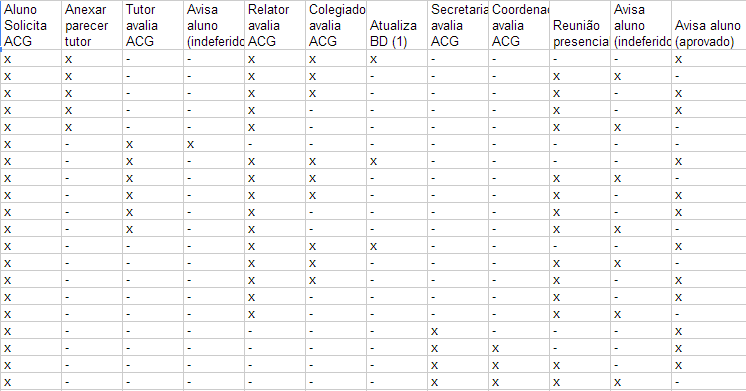 Aluno Anexar Tutor Avisa Relator Colegiado Secretaria Coordenac Avisa
Solicita parecer avalia aluno avalia avalia Atualiza avalia avalia Reunião aluno Avisa aluno
ACG tutor ACG (indeferido ACG ACG BD (1) ACG ACG presencial (indeferido (aprovado)
x x - - x x x - - - - x
x x - - x x - - - x x -
x x - - x x - - - x - x
x x - - x - - - - x - x
x x - - x - - - - x x -
x - x x - - - - - - - -
x - x - x x x - - - - x
x - x - x x - - - x x -
x - x - x x - - - x - x
x - x - x - - - - x - x
x - x - x - - - - x x -
x - - - x x x - - - - x
x - - - x x - - - x x -
x - - - x x - - - x - x
x - - - x - - - - x - x
x - - - x - - - - x x -
x - - - - - - x - - - x
x - - - - - - x x - - x
x - - - - - - x x x - x
x - - - - - - x x x x -